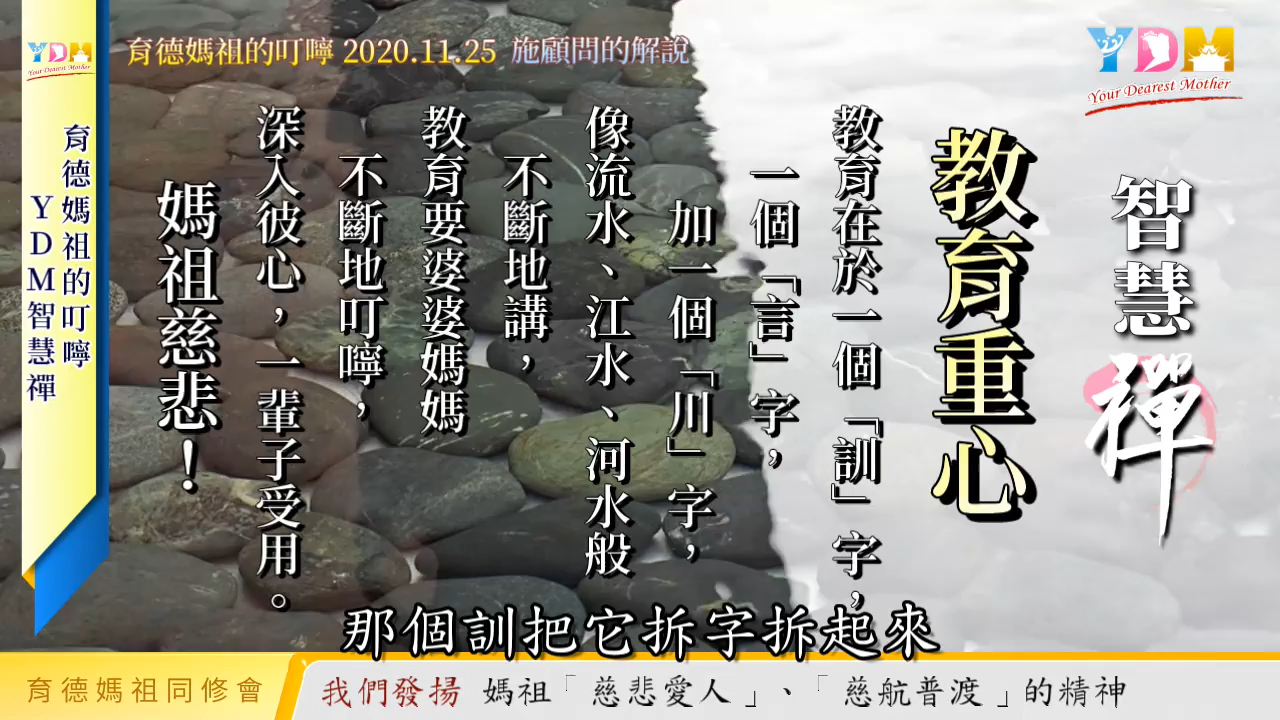 YDM
Your Dearest Mother
育德媽祖的叮嚀
YDM智慧禪
育德媽祖的叮嚀 2020.11.25 施顧問的解說
YDM
Your Dearest Mother
智慧禪
教育重心
教育在於一個「訓」字，
一個「言」字，
加一個「川」字，
像流水、江水、河水般
不斷地講，
教育要婆婆媽媽
不斷地叮嚀，
深入彼心，一輩子受用。
媽祖慈悲！
那個訓把它拆字拆起來
育德媽祖同修會
我們發揚 媽祖「慈悲愛人」、「慈航普渡」的精神